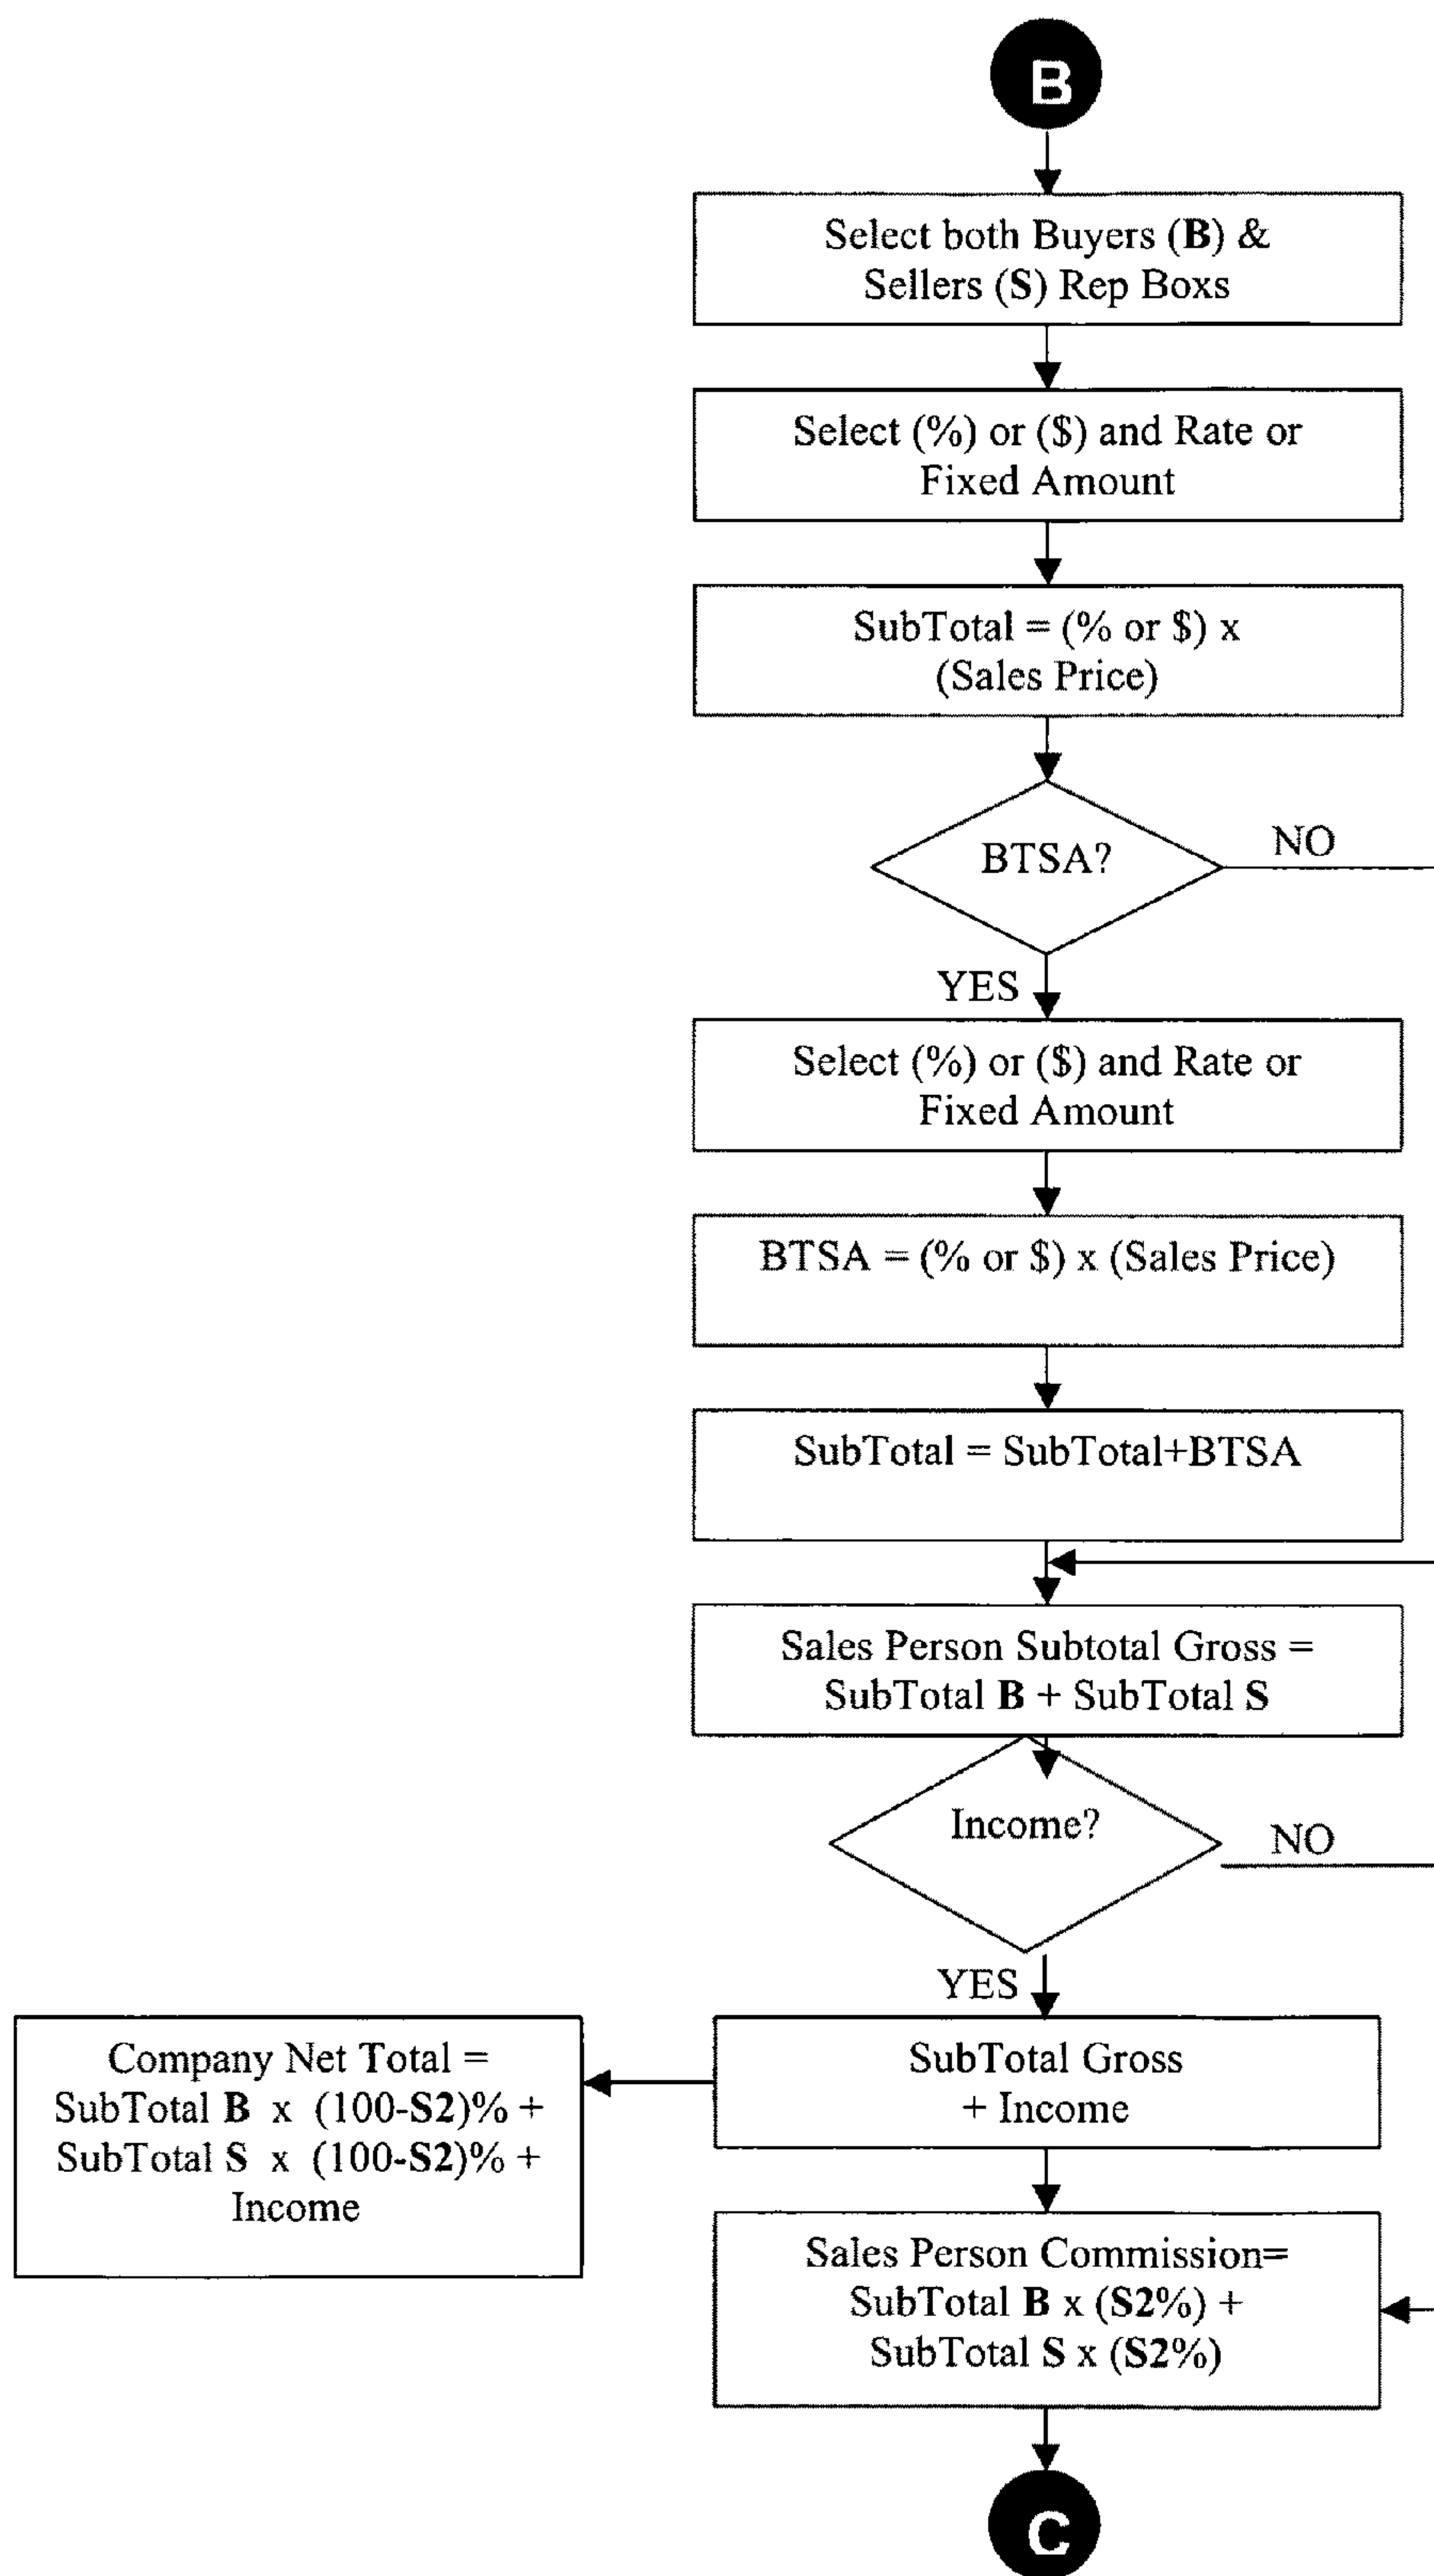 B
Select both Buyers (B) &
Sellers (S) Rep Boxs
Select (%) or ($) and Rate or
Fixed Amount
SubTotal = (% or $) x
(Sales Price)
BTSA?
NO
YES
Select (%) or ($) and Rate or
Fixed Amount
BTSA = (% or $) x (Sales Price)
SubTotal = SubTotal+BTSA
Sales Person Subtotal Gross =
SubTotal B + SubTotal S
Income?
NO
YES
Company Net Total =
SubTotal B x (100-S2)% +
SubTotal S x (100-S2)% +
Income
SubTotal Gross
+ Income
Sales Person Commission=
SubTotal B x (S2%) +
SubTotal S x (S2%)
C